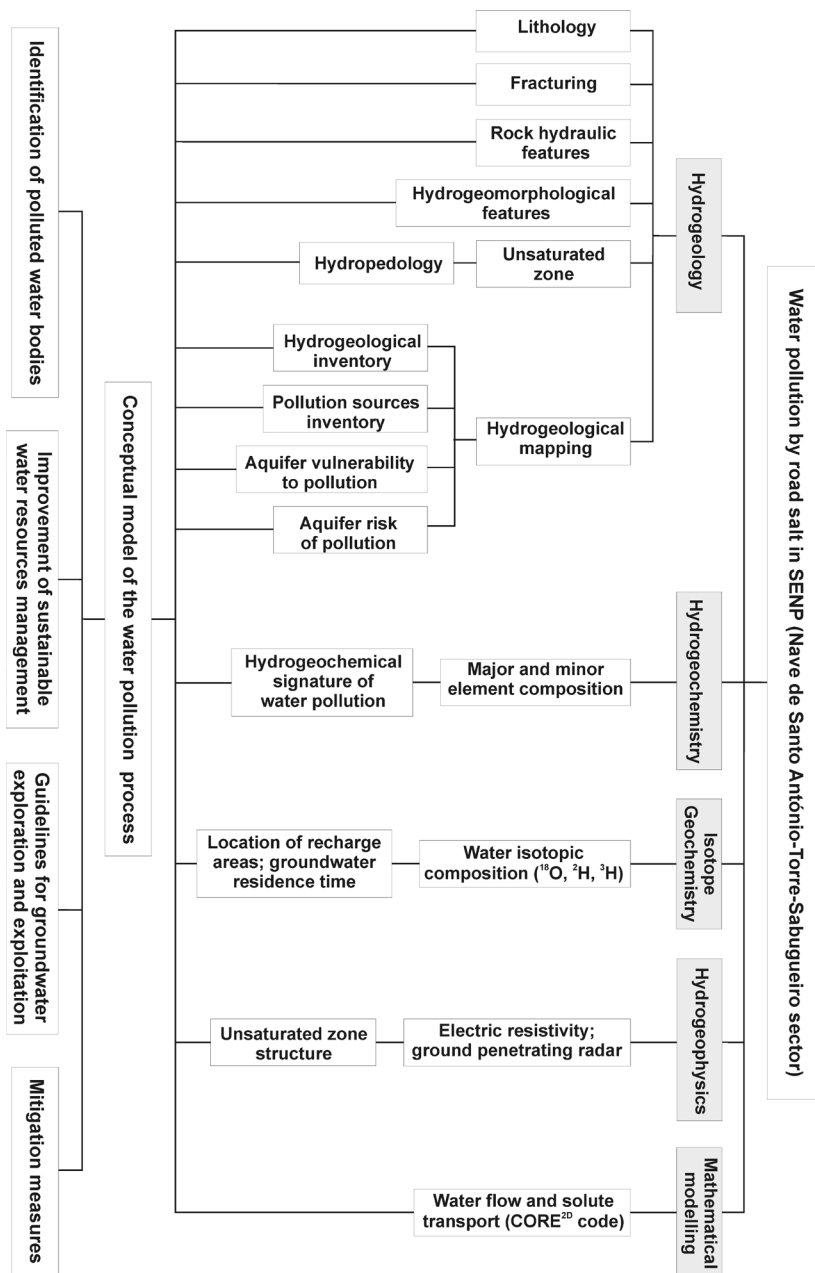 Water pollution by road salt in SENP (Nave de Santo António-Torre-Sabugueiro sector)
Hydrogeology
Lithology
Fracturing
Rock hydraulic
features
Hydrogeomorphological
features
Unsaturated
zone
Hydropedology
Hydrogeological
mapping
Hydrogeological
inventory
Pollution sources
inventory
Aquifer vulnerability
to pollution
Aquifer risk
of pollution
Hydrogeochemistry
Major and minor
element composition
Hydrogeochemical
signature of
water pollution
Isotope
Geochemistry
Water isotopic
composition (¹⁸O, ²H, ³H)
Location of recharge
areas; groundwater
residence time
Hydrogeophysics
Electric resistivity;
ground penetrating radar
Unsaturated zone
structure
Mathematical
modelling
Water flow and solute
transport (CORE²ᴰ code)
Conceptual model of the water pollution process
Identification of polluted water bodies
Improvement of sustainable
water resources management
Guidelines for groundwater
exploration and exploitation
Mitigation measures